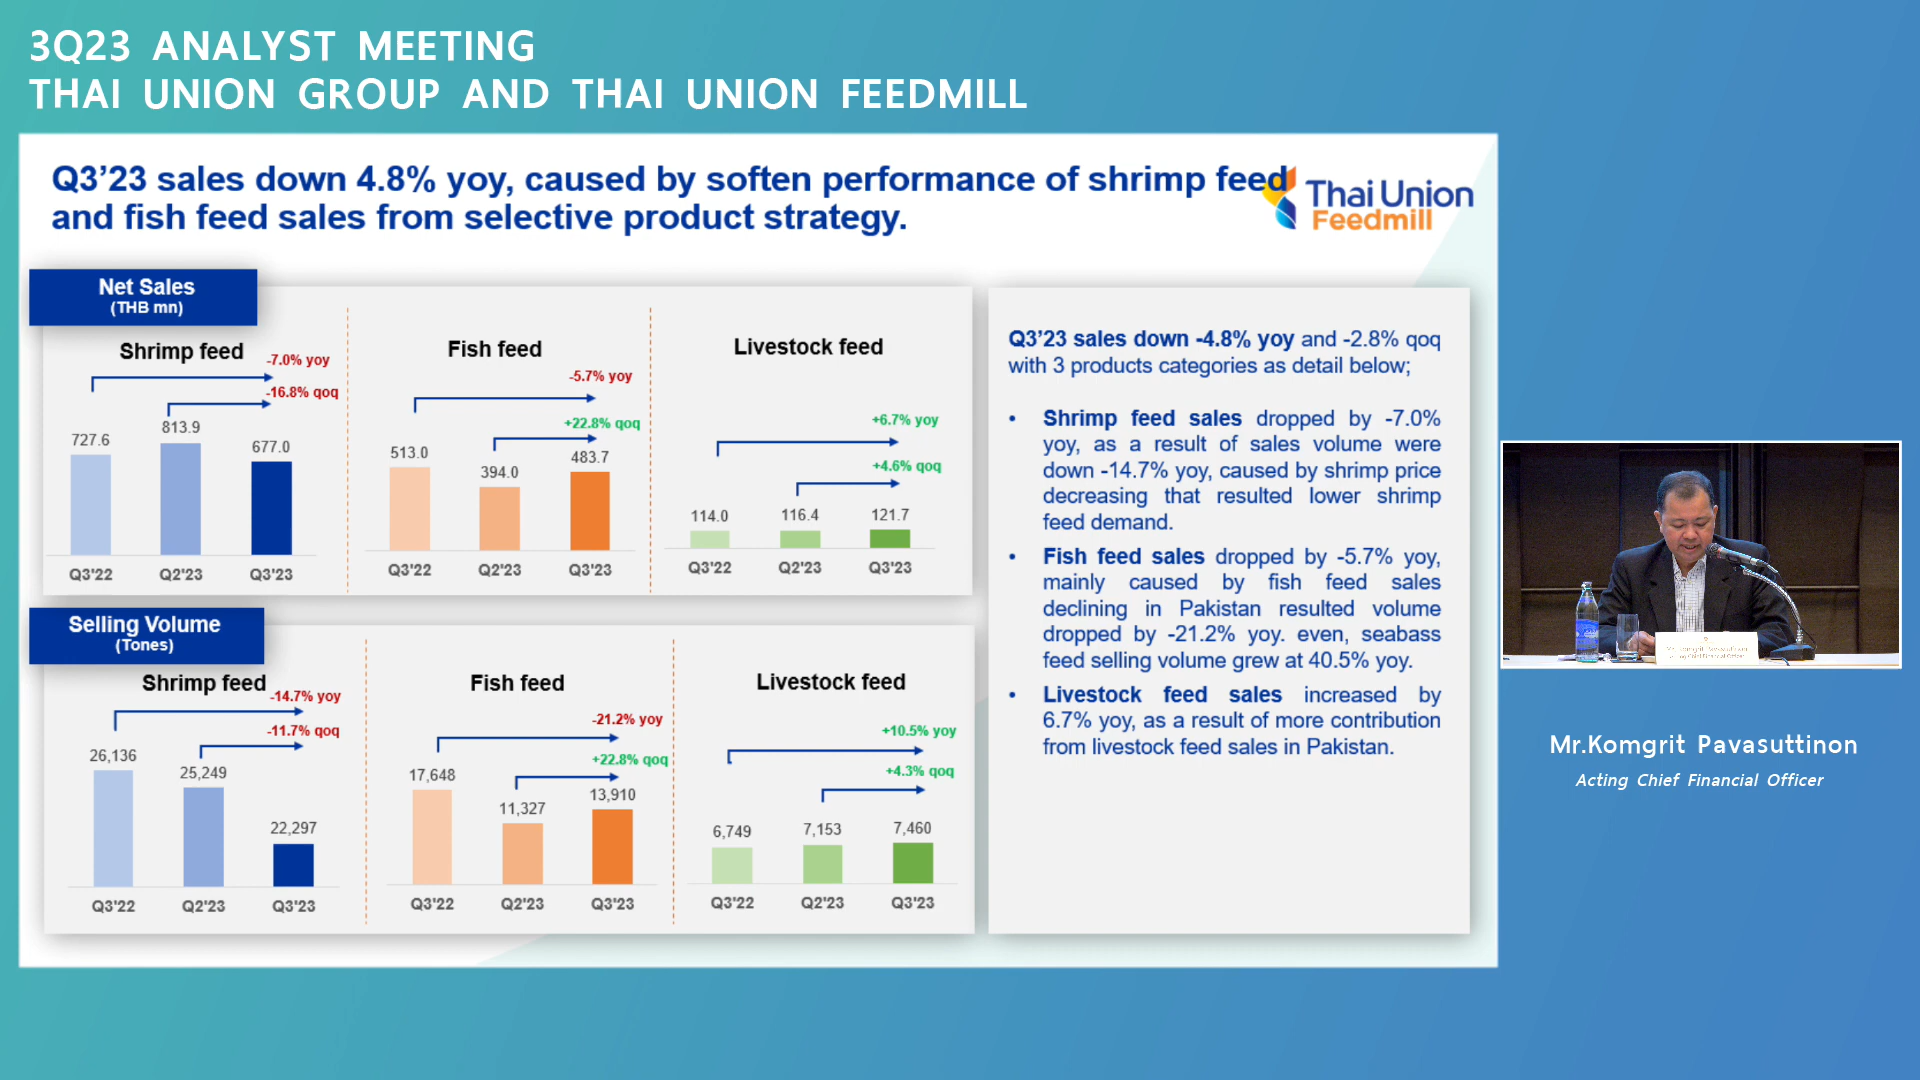 3Q23 ANALYST MEETING
THAI UNION GROUP AND THAI UNION FEEDMILL
Q3’23 sales down 4.8% yoy, caused by soften performance of shrimp feed
and fish feed sales from selective product strategy.
Thai Union
Feedmill
Net Sales
(THB mn)
Shrimp feed
-7.0% yoy
-16.8% qoq
727.6
813.9
677.0
Q3'22
Q2'23
Q3'23
Fish feed
-5.7% yoy
+22.8% qoq
513.0
394.0
483.7
Q3'22
Q2'23
Q3'23
Livestock feed
+6.7% yoy
+4.6% qoq
114.0
116.4
121.7
Q3'22
Q2'23
Q3'23
Selling Volume
(Tones)
Shrimp feed
-14.7% yoy
-11.7% qoq
26,136
25,249
22,297
Q3'22
Q2'23
Q3'23
Fish feed
-21.2% yoy
+22.8% qoq
17,648
11,327
13,910
Q3'22
Q2'23
Q3'23
Livestock feed
+10.5% yoy
+4.3% qoq
6,749
7,153
7,460
Q3'22
Q2'23
Q3'23
Q3’23 sales down -4.8% yoy and -2.8% qoq
with 3 products categories as detail below;
• Shrimp feed sales dropped by -7.0%
yoy, as a result of sales volume were
down -14.7% yoy, caused by shrimp price
decreasing that resulted lower shrimp
feed demand.
• Fish feed sales dropped by -5.7% yoy,
mainly caused by fish feed sales
declining in Pakistan resulted volume
dropped by -21.2% yoy. even, seabass
feed selling volume grew at 40.5% yoy.
• Livestock feed sales increased by
6.7% yoy, as a result of more contribution
from livestock feed sales in Pakistan.
Mr.Komgrit Pavasuttinon
Acting Chief Financial Officer